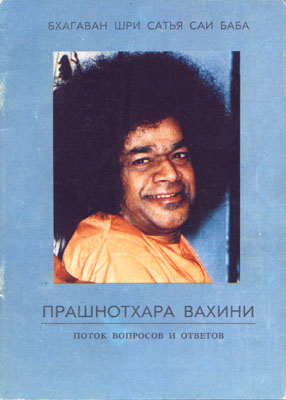 БХАГАВАН ШРИ САТЬЯ САИ БАБА
ПРАШНОТХАРА ВАХИНИ
ПОТОК ВОПРОСОВ И ОТВЕТОВ